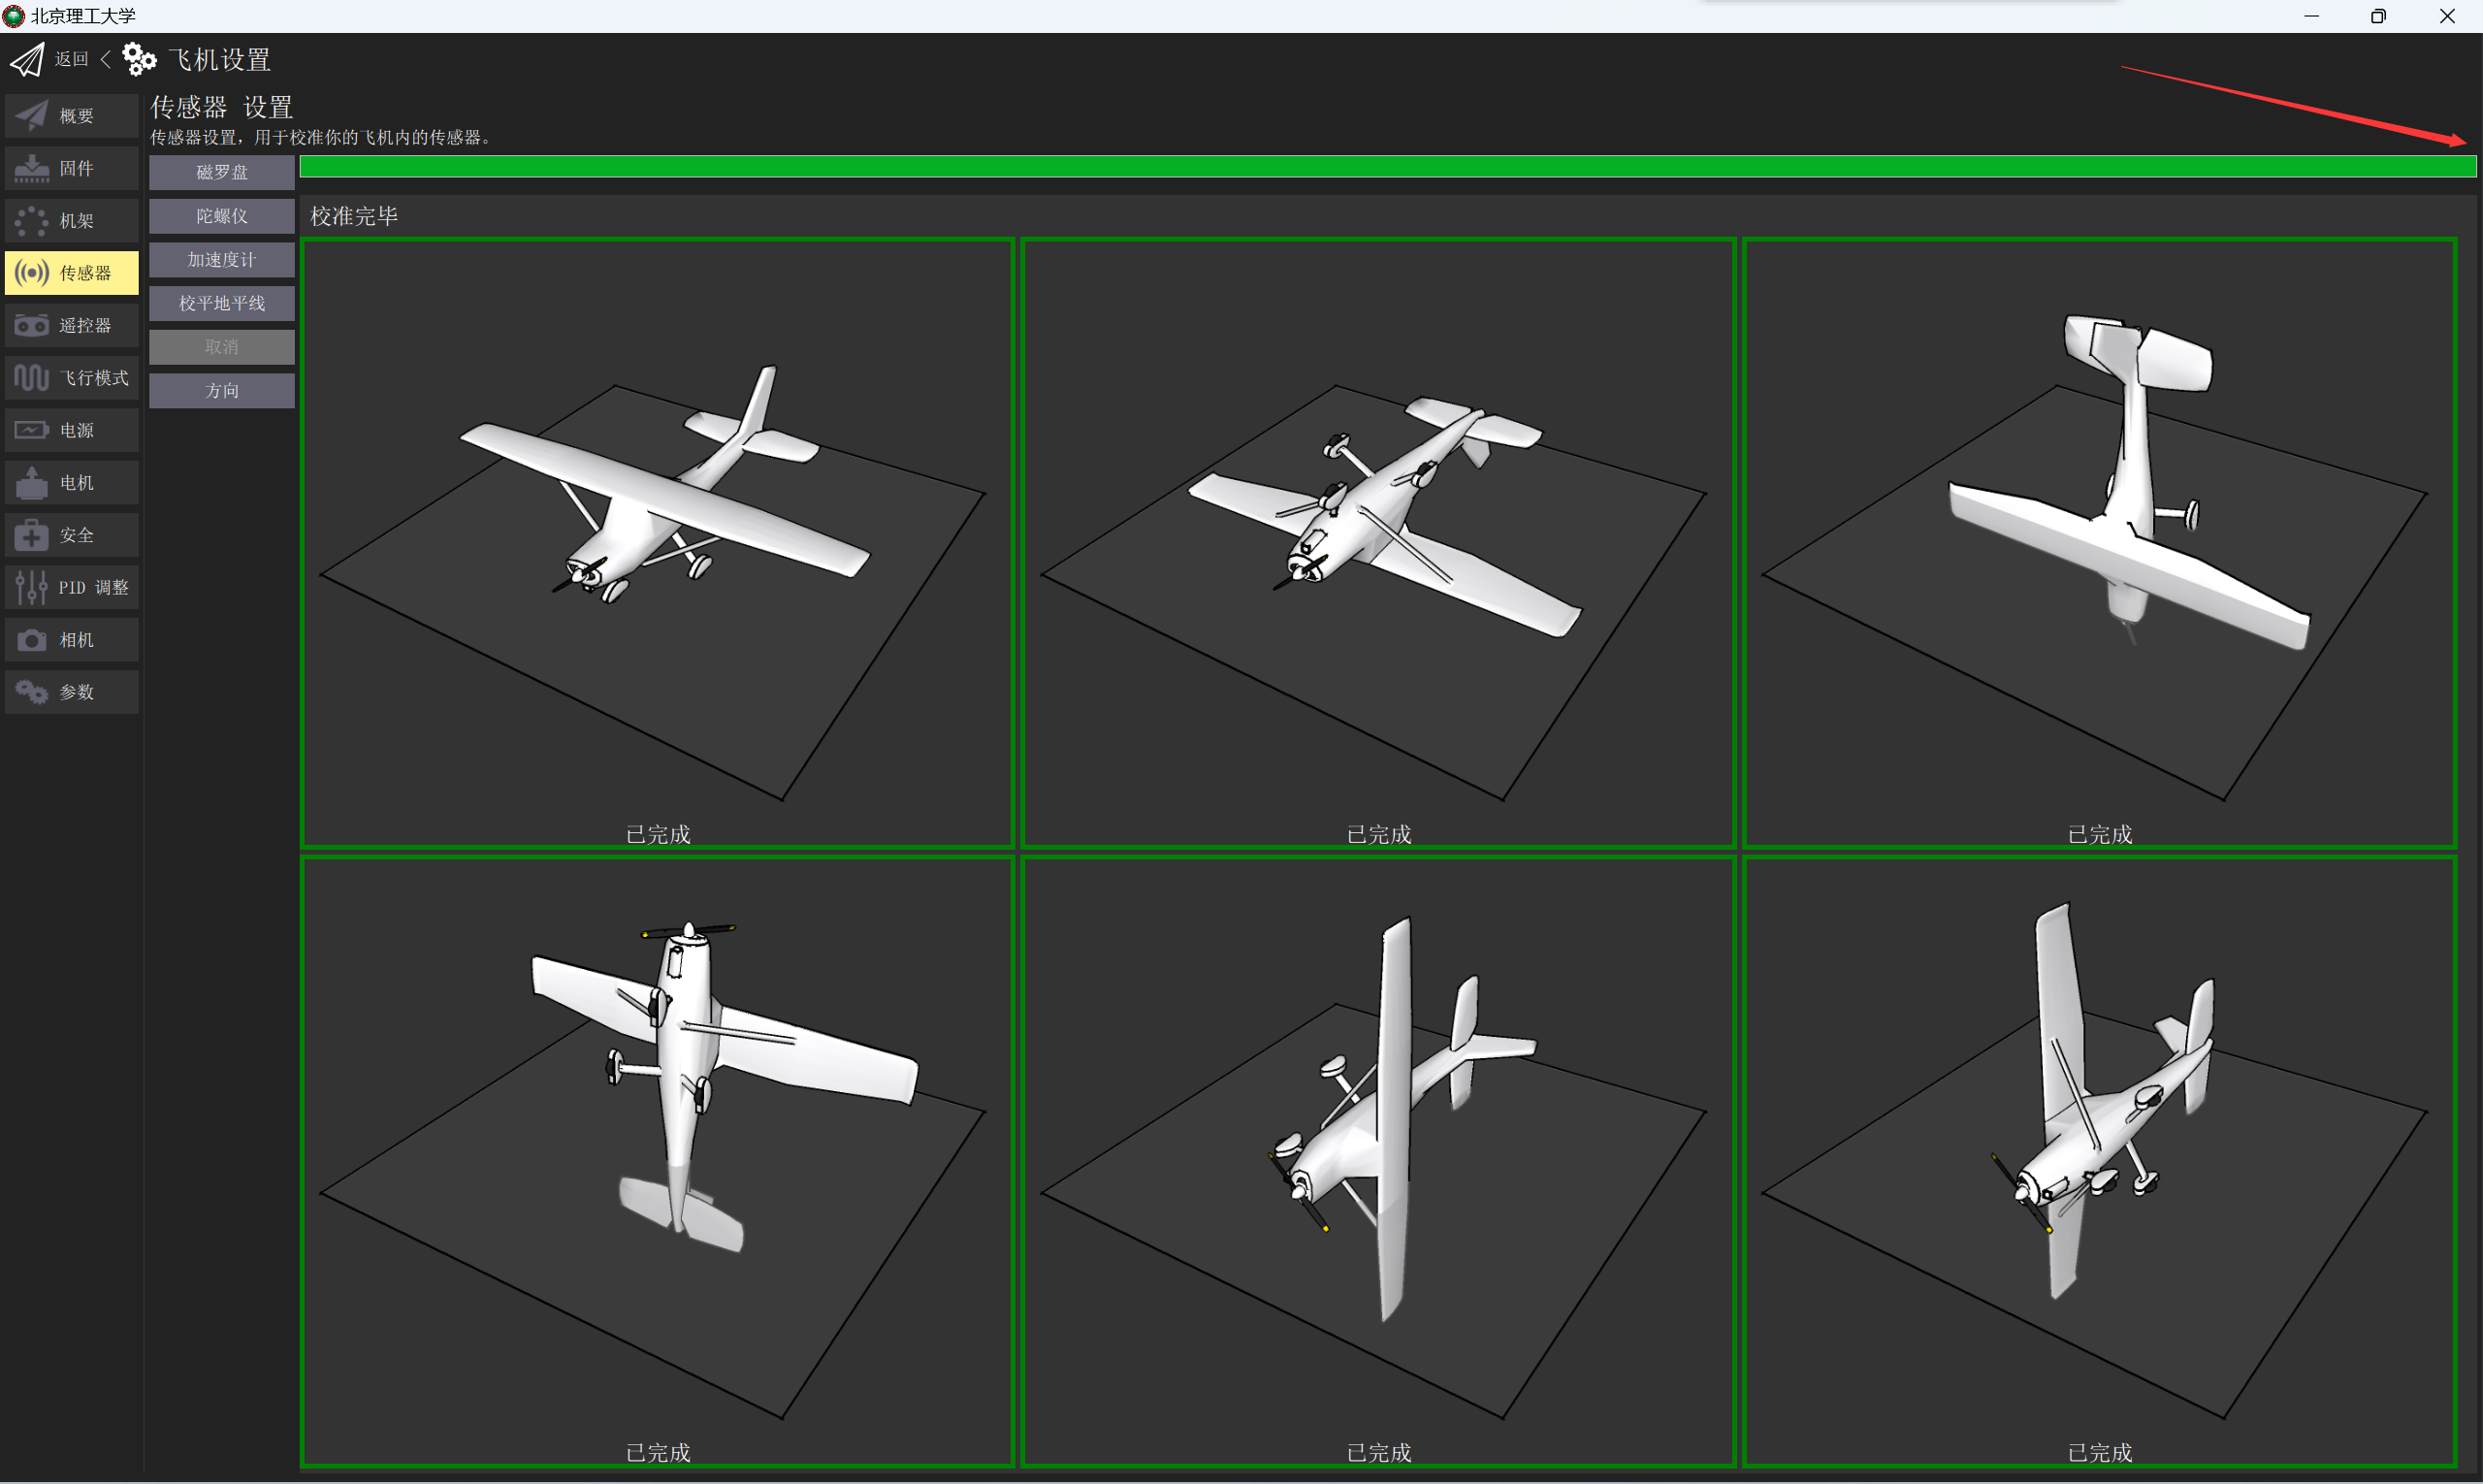 北京理工大学
返回
飞机设置
概要
固件
机架
传感器
遥控器
飞行模式
电源
电机
安全
PID 调整
相机
参数
传感器 设置
传感器设置，用于校准你的飞机内的传感器。
磁罗盘
陀螺仪
加速度计
校平地平线
取消
方向
校准完毕
已完成
已完成
已完成
已完成
已完成
已完成